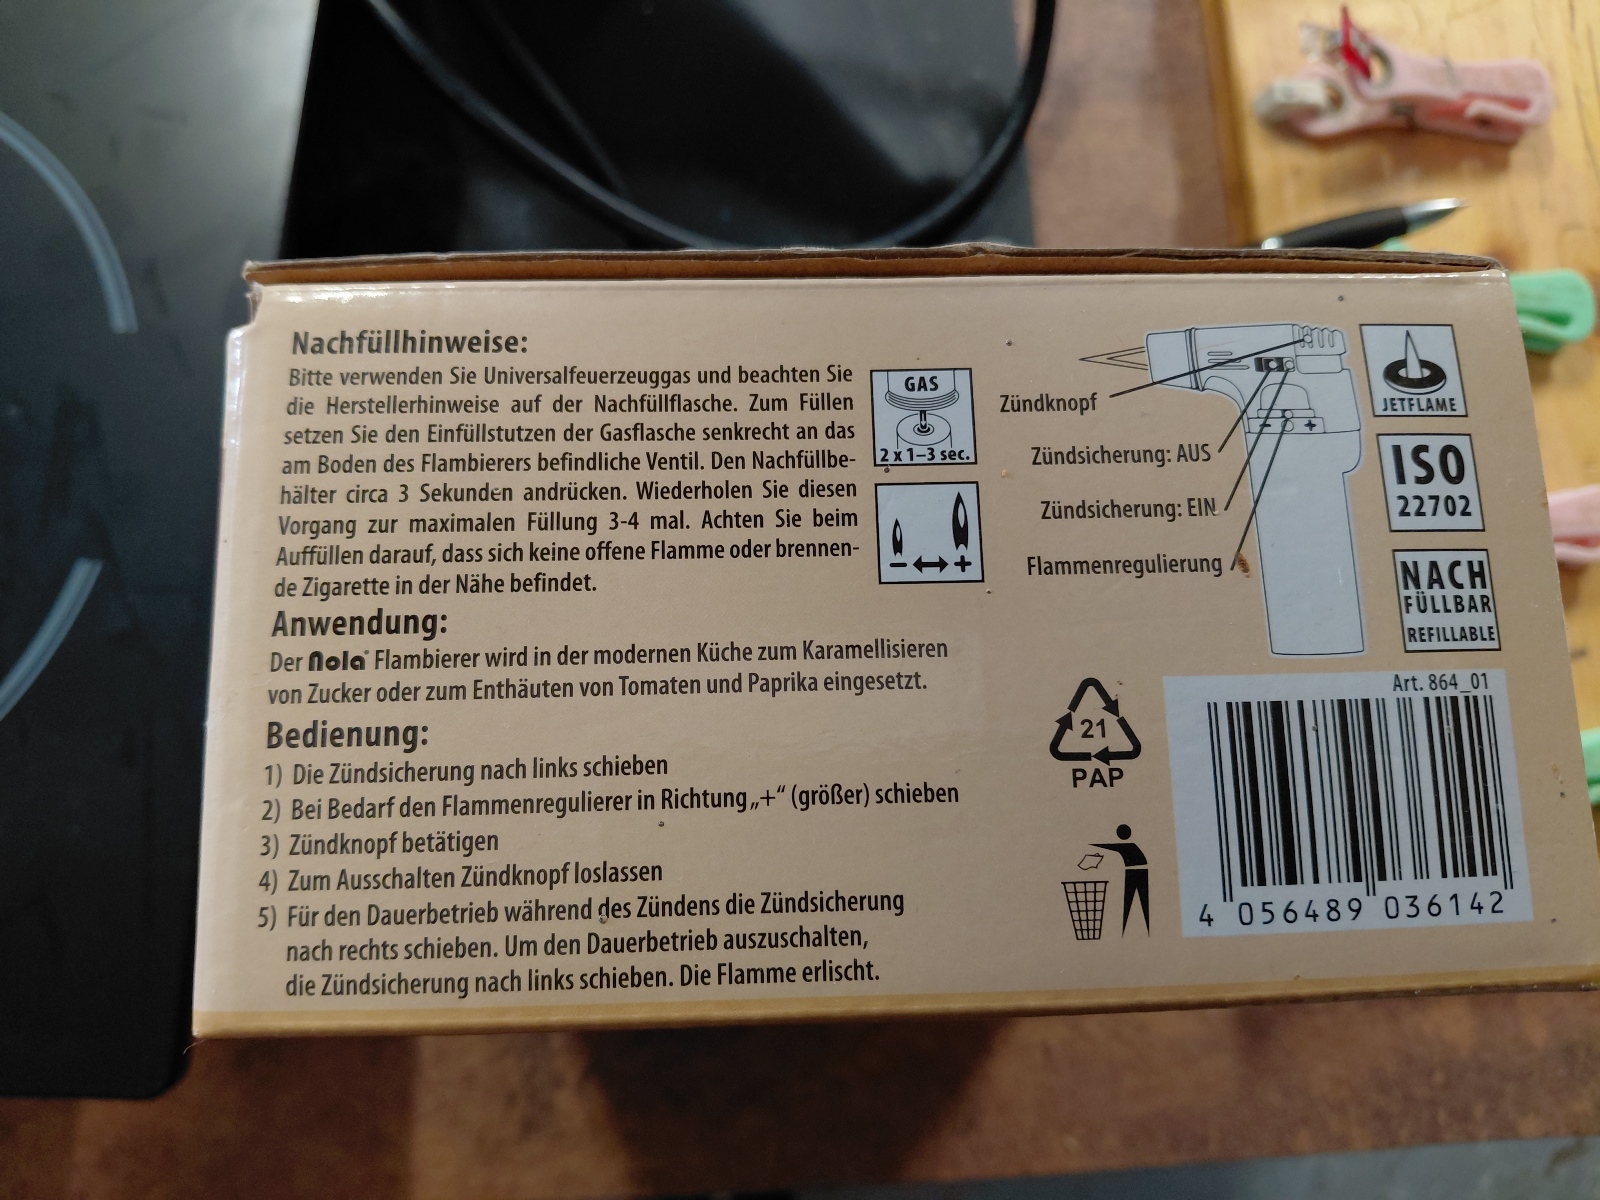 Nachfüllhinweise:
Bitte verwenden Sie Universalfeuerzeuggas und beachten Sie
die Herstellerhinweise auf der Nachfüllflasche. Zum Füllen
setzen Sie den Einfüllstutzen der Gasflasche senkrecht an das
am Boden des Flambierers befindliche Ventil. Den Nachfüllbe-
hälter circa 3 Sekunden andrücken. Wiederholen Sie diesen
Vorgang zur maximalen Füllung 3-4 mal. Achten Sie beim
Auffüllen darauf, dass sich keine offene Flamme oder brennen-
de Zigarette in der Nähe befindet.
Anwendung:
Der Nola® Flambierer wird in der modernen Küche zum Karamellisieren
von Zucker oder zum Enthäuten von Tomaten und Paprika eingesetzt.
Bedienung:
1) Die Zündsicherung nach links schieben
2) Bei Bedarf den Flammenregulierer in Richtung „+“ (größer) schieben
3) Zündknopf betätigen
4) Zum Ausschalten Zündknopf loslassen
5) Für den Dauerbetrieb während des Zündens die Zündsicherung
nach rechts schieben. Um den Dauerbetrieb auszuschalten,
die Zündsicherung nach links schieben. Die Flamme erlischt.
GAS
2 x 1–3 sec.
− +
Zündknopf
Zündsicherung: AUS
Zündsicherung: EIN
Flammenregulierung
− +
JETFLAME
ISO
22702
NACH
FÜLLBAR
REFILLABLE
21
PAP
Art. 864_01
4 056489 036142